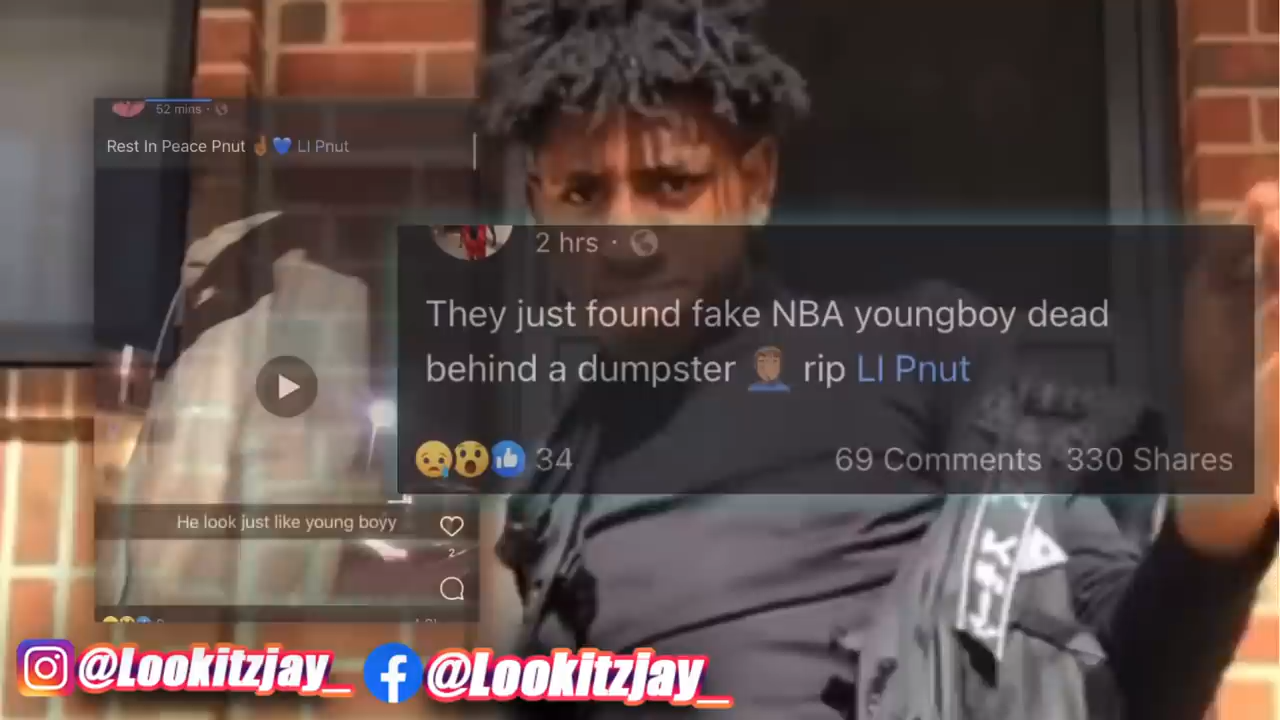 52 mins ·
Rest In Peace Pnut ☝🏾💙 Ll Pnut
2 hrs ·
They just found fake NBA youngboy dead
behind a dumpster 🤦🏽 rip Ll Pnut
34
69 Comments 330 Shares
He look just like young boyy
2
@Lookitzjay_
@Lookitzjay_